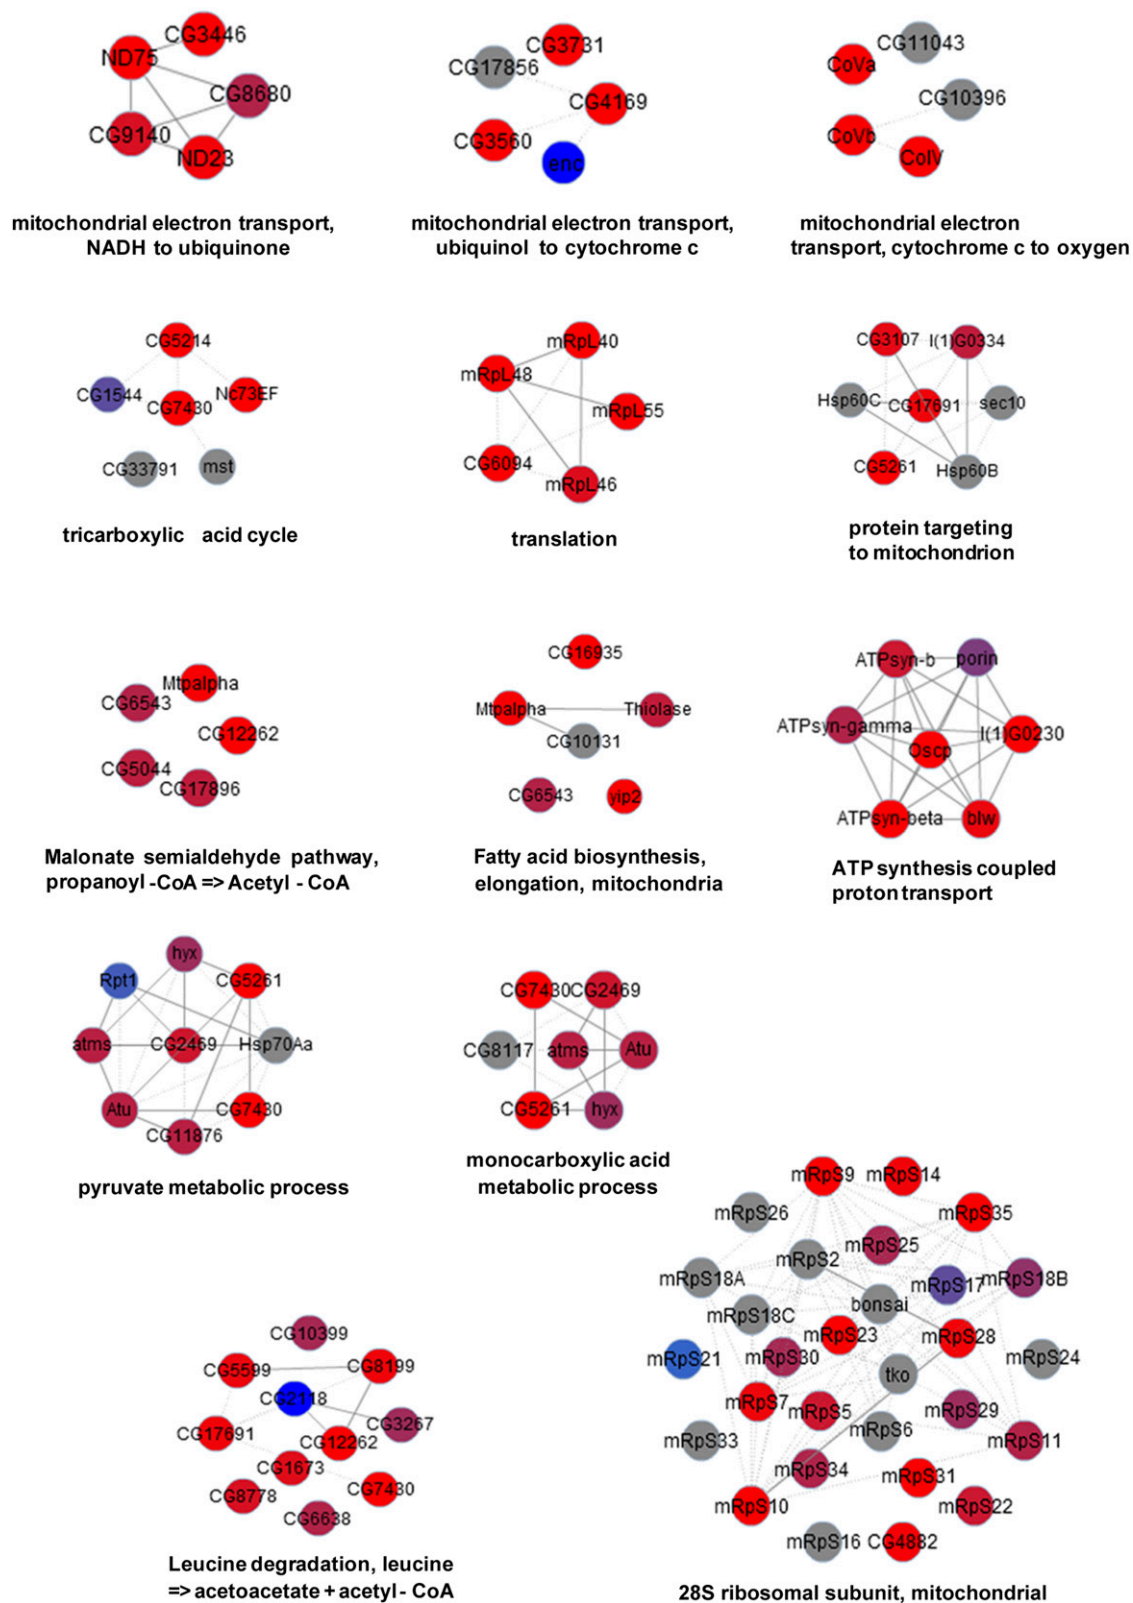 CG3446
ND75
CG8680
CG9140
ND23
mitochondrial electron transport,
NADH to ubiquinone
CG3731
CG17856
CG4169
CG3560
enc
mitochondrial electron transport,
ubiquinol to cytochrome c
CG11043
CoVa
CG10396
CoVb
CoIV
mitochondrial electron
transport, cytochrome c to oxygen
CG5214
CG1544
Nc73EF
CG7430
CG33791
mst
tricarboxylic acid cycle
mRpL40
mRpL48
mRpL55
CG6094
mRpL46
translation
CG3107
l(1)G0334
Hsp60C
CG17691
sec10
CG5261
Hsp60B
protein targeting
to mitochondrion
Mtpalpha
CG6543
CG12262
CG5044
CG17896
Malonate semialdehyde pathway,
propanoyl -CoA => Acetyl - CoA
CG16935
Mtpalpha
Thiolase
CG10131
CG6543
yip2
Fatty acid biosynthesis,
elongation, mitochondria
ATPsyn-b
porin
ATPsyn-gamma
l(1)G0230
Oscp
ATPsyn-beta
blw
ATP synthesis coupled
proton transport
hyx
Rpt1
CG5261
atms
CG2469
Hsp70Aa
Atu
CG7430
CG11876
pyruvate metabolic process
CG7430
CG2469
CG8117
atms
Atu
CG5261
hyx
monocarboxylic acid
metabolic process
CG10399
CG5599
CG8199
CG2118
CG3267
CG17691
CG12262
CG1673
CG8778
CG7430
CG6638
Leucine degradation, leucine
=> acetoacetate + acetyl - CoA
mRpS9
mRpS14
mRpS26
mRpS35
mRpS25
mRpS2
mRpS18A
mRpS17
mRpS18B
bonsai
mRpS18C
mRpS23
mRpS28
mRpS21
mRpS30
mRpS24
tko
mRpS7
mRpS5
mRpS29
mRpS33
mRpS6
mRpS11
mRpS34
mRpS31
mRpS10
mRpS22
mRpS16
CG4882
28S ribosomal subunit, mitochondrial